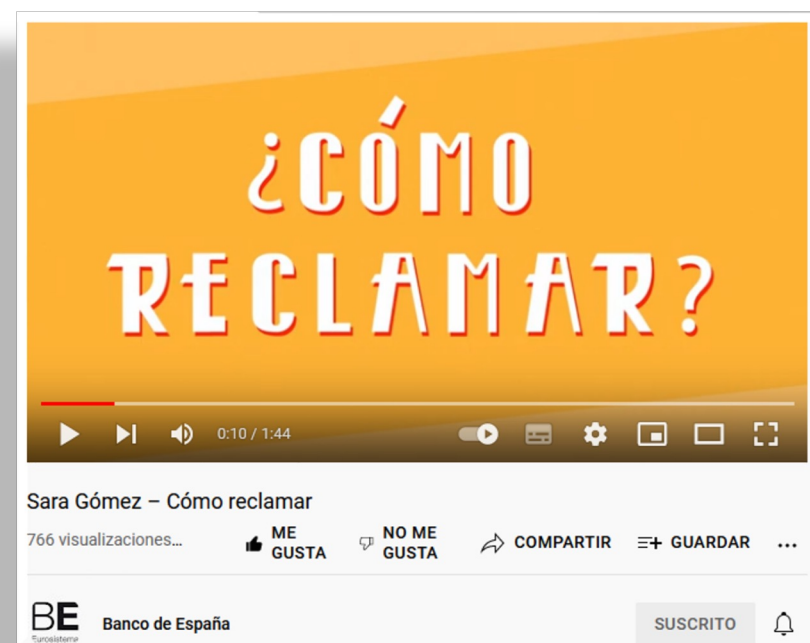 ¿CÓMO
RECLAMAR?
0:10 / 1:44
Sara Gómez – Cómo reclamar
766 visualizaciones...
ME
GUSTA
NO ME
GUSTA
COMPARTIR
GUARDAR
BE
Eurosistema
Banco de España
SUSCRITO